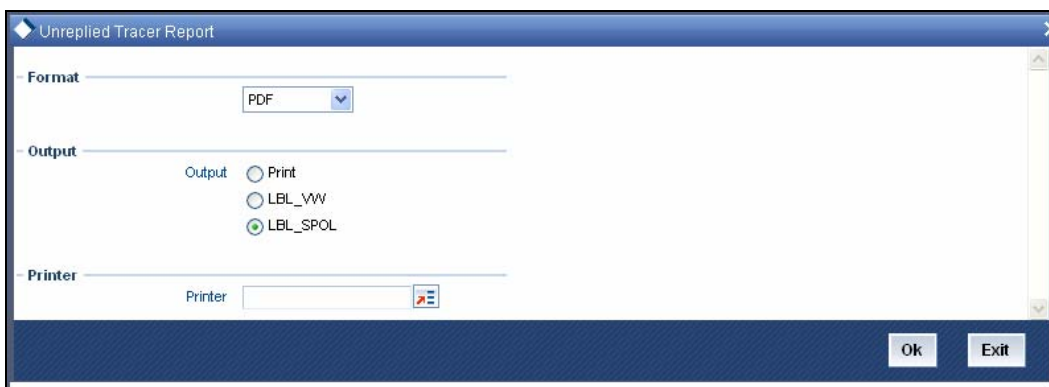 Unreplied Tracer Report
Format
PDF
Output
Output Print
LBL_VW
LBL_SPOL
Printer
Printer
Ok Exit